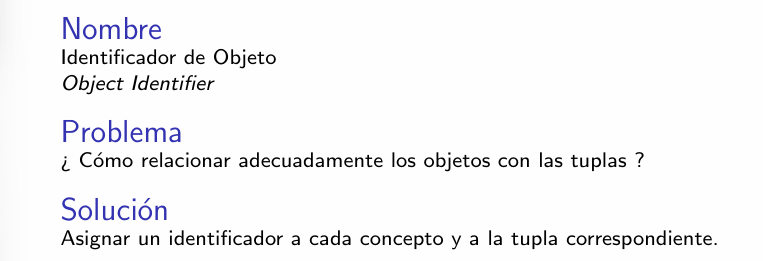 Nombre
Identificador de Objeto
Object Identifier
Problema
¿ Cómo relacionar adecuadamente los objetos con las tuplas ?
Solución
Asignar un identificador a cada concepto y a la tupla correspondiente.